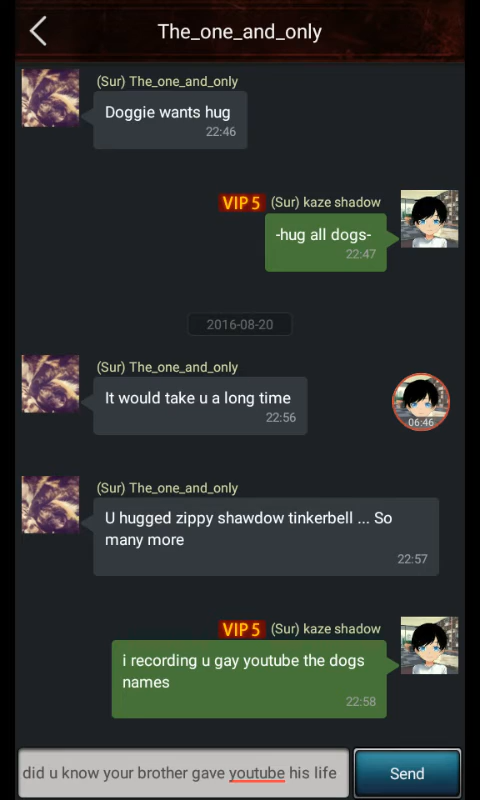 The_one_and_only
(Sur) The_one_and_only
Doggie wants hug
22:46
VIP 5 (Sur) kaze shadow
-hug all dogs-
22:47
2016-08-20
(Sur) The_one_and_only
It would take u a long time
22:56
06:46
(Sur) The_one_and_only
U hugged zippy shawdow tinkerbell ... So
many more
22:57
VIP 5 (Sur) kaze shadow
i recording u gay youtube the dogs
names
22:58
did u know your brother gave youtube his life
Send